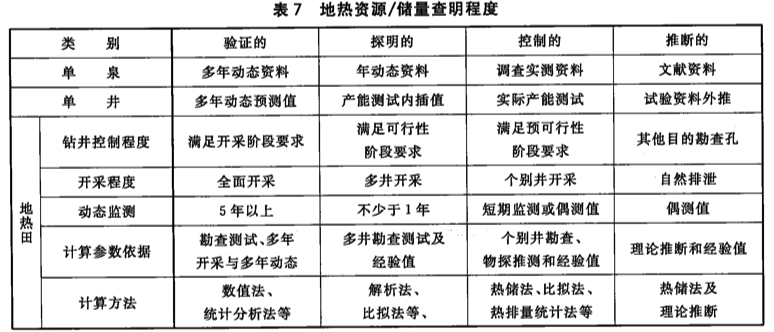 表 7 地热资源/储量查明程度
类 别 验证的 探明的 控制的 推断的
单 泉 多年动态资料 年动态资料 调查实测资料 文献资料
单 井 多年动态预测值 产能测试内插值 实际产能测试 试验资料外推
地热田
钻井控制程度 满足开采阶段要求 满足可行性
阶段要求 满足预可行性
阶段要求 其他目的勘查孔
开采程度 全面开采 多井开采 个别井开采 自然排泄
动态监测 5 年以上 不少于 1 年 短期监测或偶测值 偶测值
计算参数依据 勘查测试、多年
开采与多年动态 多井勘查测试及
经验值 个别井勘查、
物探推测和经验值 理论推断和经验值
计算方法 数值法、
统计分析法等 解析法、
比拟法等、 热储法、比拟法、
热排量统计法等 热储法及
理论推断